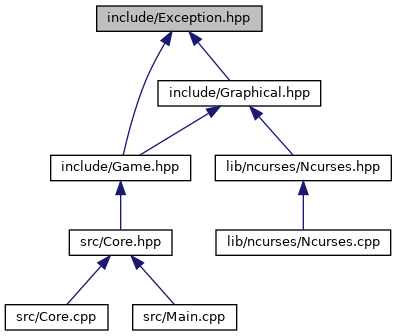 include/Exception.hpp
include/Graphical.hpp
include/Game.hpp
lib/ncurses/Ncurses.hpp
src/Core.hpp
lib/ncurses/Ncurses.cpp
src/Core.cpp
src/Main.cpp